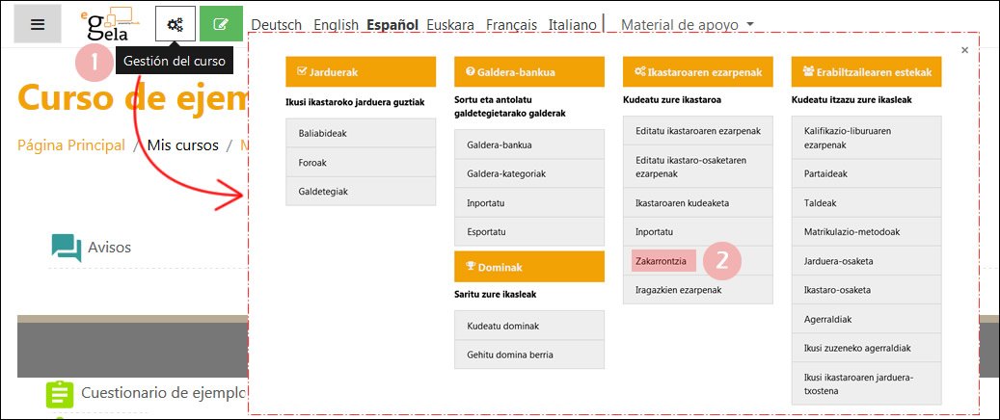 eGela
Deutsch English Español Euskara Français Italiano Material de apoyo
1
Gestión del curso
Curso de ejem
Página Principal / Mis cursos / M
Avisos
Cuestionario de ejemplo
×
Jarduerak
Ikusi ikastaroko jarduera guztiak
Baliabideak
Foroak
Galdetegiak
Galdera-bankua
Sortu eta antolatu
galdetegietarako galderak
Galdera-bankua
Galdera-kategoriak
Inportatu
Esportatu
Dominak
Saritu zure ikasleak
Kudeatu dominak
Gehitu domina berria
Ikastaroaren ezarpenak
Kudeatu zure ikastaroa
Editatu ikastaroaren ezarpenak
Editatu ikastaro-osaketaren
ezarpenak
Ikastaroaren kudeaketa
Inportatu
Zakarrontzia
2
Iragazkien ezarpenak
Erabiltzailearen estekak
Kudeatu itzazu zure ikasleak
Kalifikazio-liburuaren
ezarpenak
Partaideak
Taldeak
Matrikulazio-metodoak
Jarduera-osaketa
Ikastaro-osaketa
Agerraldiak
Ikusi zuzeneko agerraldiak
Ikusi ikastaroaren jarduera-
txostena